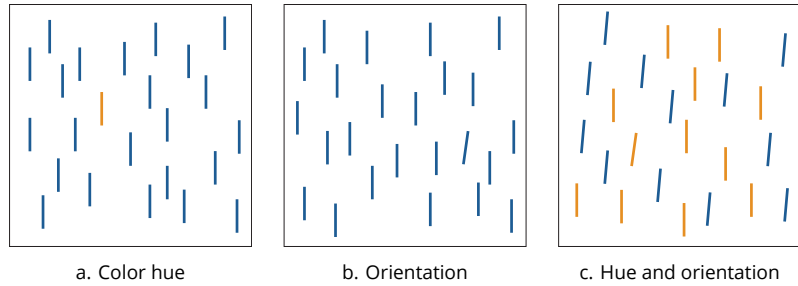 a. Color hue
b. Orientation
c. Hue and orientation